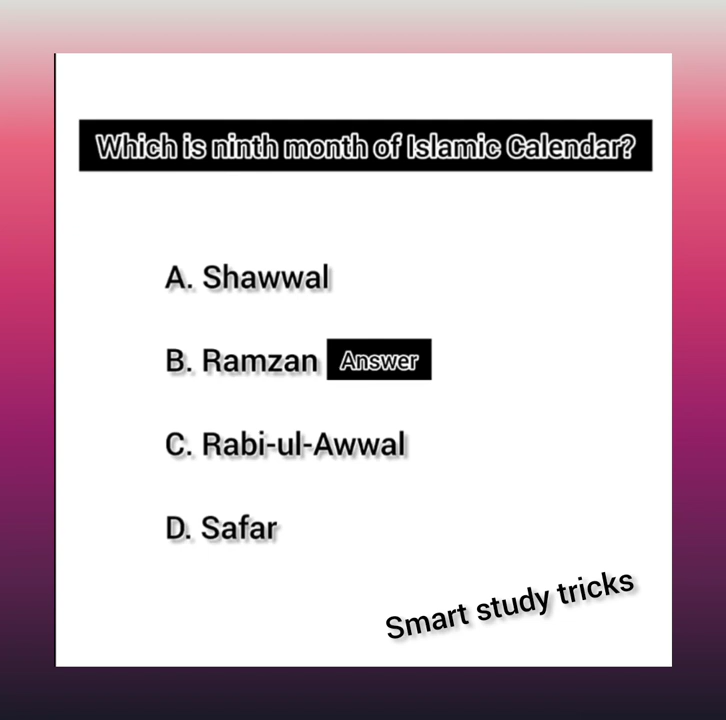 Which is ninth month of Islamic Calendar?
A. Shawwal
B. Ramzan Answer
C. Rabi-ul-Awwal
D. Safar
Smart study tricks